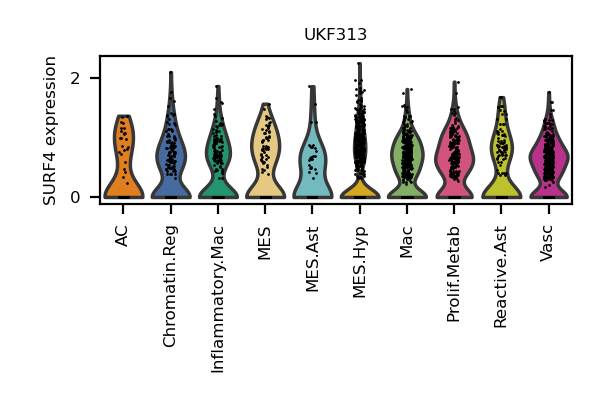 UKF313
SURF4 expression
2
0
AC
Chromatin.Reg
Inflammatory.Mac
MES
MES.Ast
MES.Hyp
Mac
Prolif.Metab
Reactive.Ast
Vasc